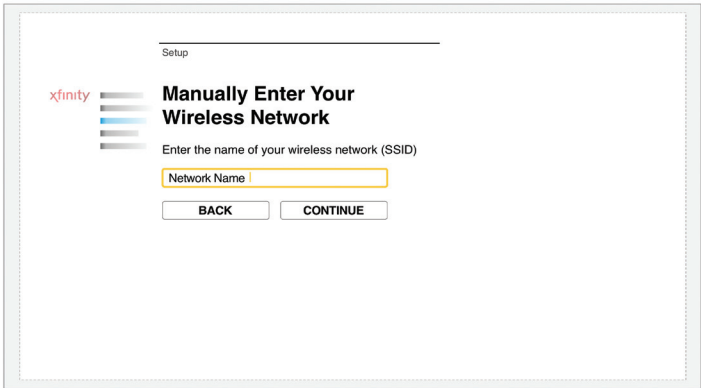 Setup
xfinity
Manually Enter Your
Wireless Network
Enter the name of your wireless network (SSID)
Network Name
BACK CONTINUE